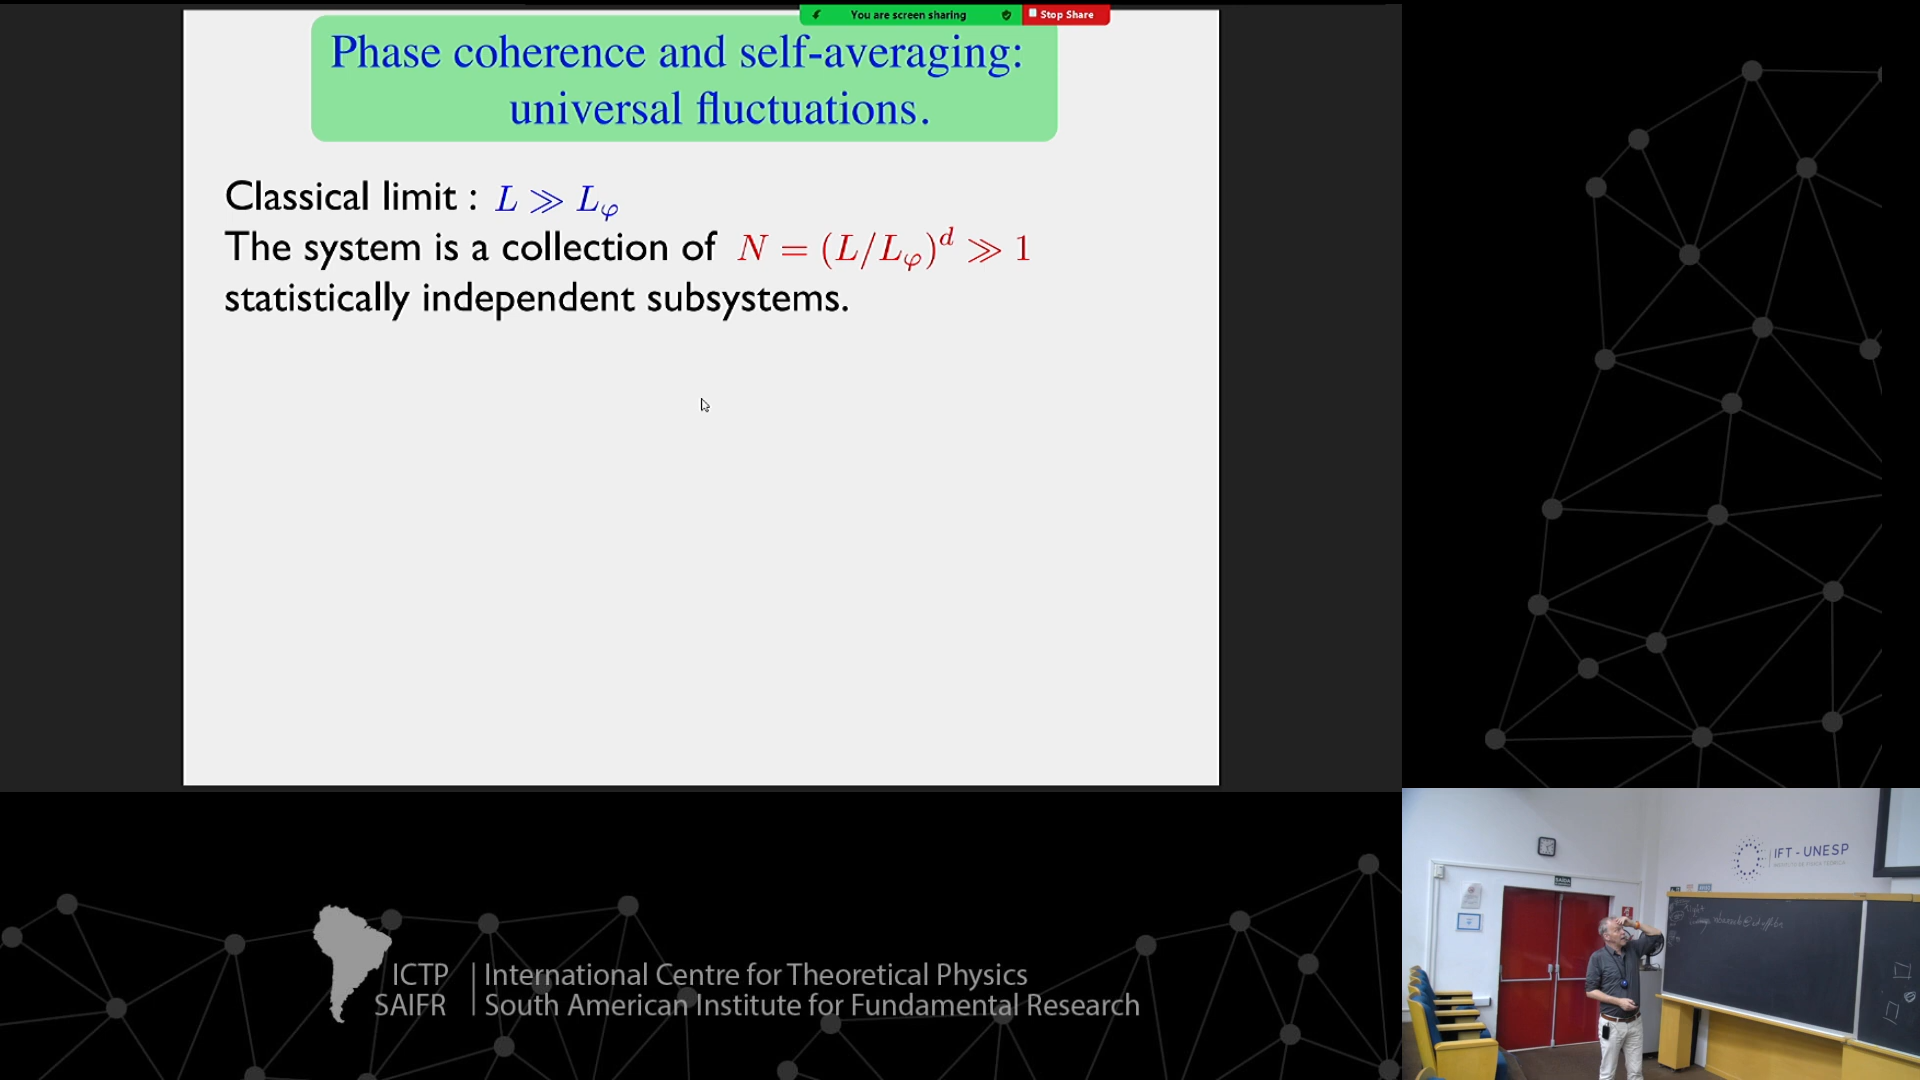 You are screen sharing
Stop Share
Phase coherence and self-averaging:
universal fluctuations.
Classical limit : L ≫ L_φ
The system is a collection of N = (L/L_φ)^d ≫ 1
statistically independent subsystems.
IFT - UNESP
ICTP | International Centre for Theoretical Physics
SAIFR | South American Institute for Fundamental Research